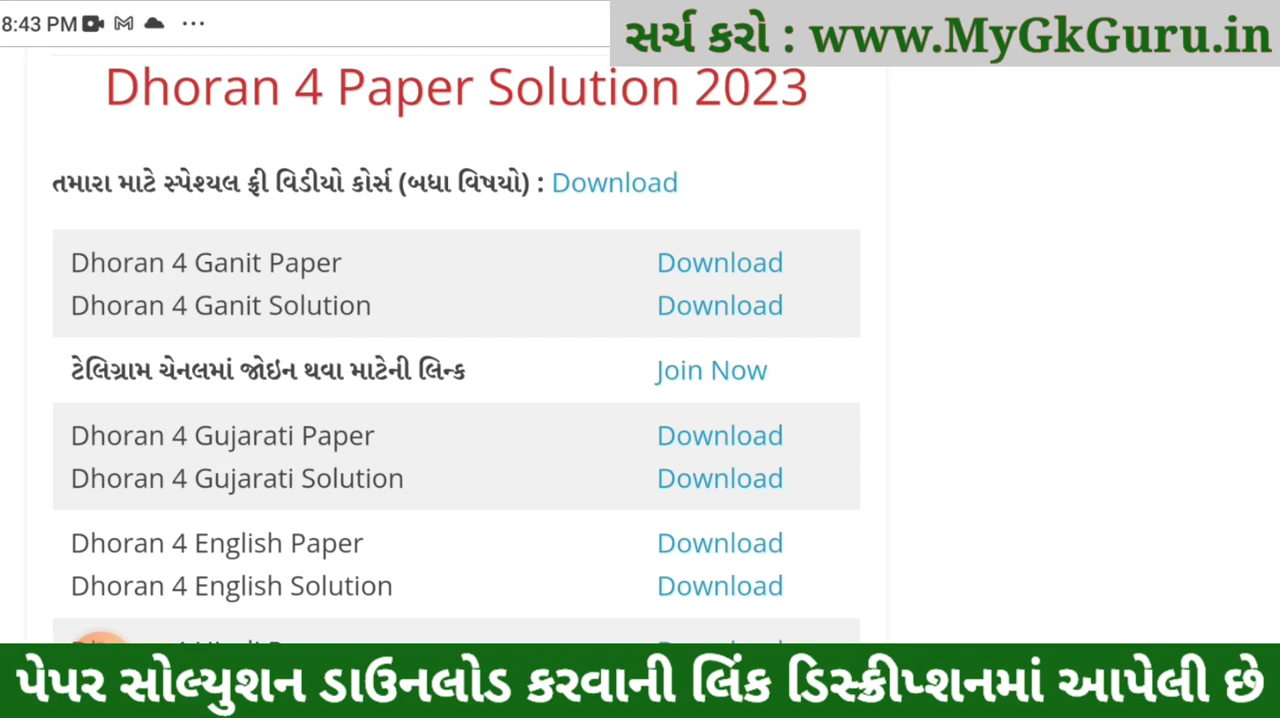 8:43 PM
સર્ચ કરો : www.MyGkGuru.in
Dhoran 4 Paper Solution 2023
તમારા માટે સ્પેશ્યલ ફ્રી વિડીયો કોર્સ (બધા વિષયો) : Download
Dhoran 4 Ganit Paper Download
Dhoran 4 Ganit Solution Download
ટેલિગ્રામ ચેનલમાં જોઇન થવા માટેની લિન્ક Join Now
Dhoran 4 Gujarati Paper Download
Dhoran 4 Gujarati Solution Download
Dhoran 4 English Paper Download
Dhoran 4 English Solution Download
પેપર સોલ્યુશન ડાઉનલોડ કરવાની લિંક ડિસ્ક્રીપ્શનમાં આપેલી છે